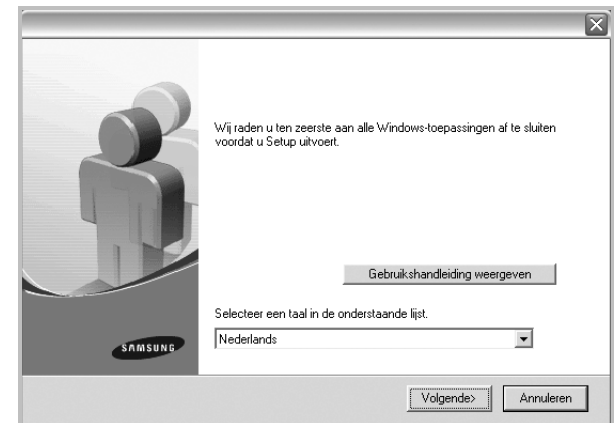 Wij raden u ten zeerste aan alle Windows-toepassingen af te sluiten
voordat u Setup uitvoert.
Gebruikshandleiding weergeven
Selecteer een taal in de onderstaande lijst.
Nederlands
SAMSUNG
Volgende>
Annuleren